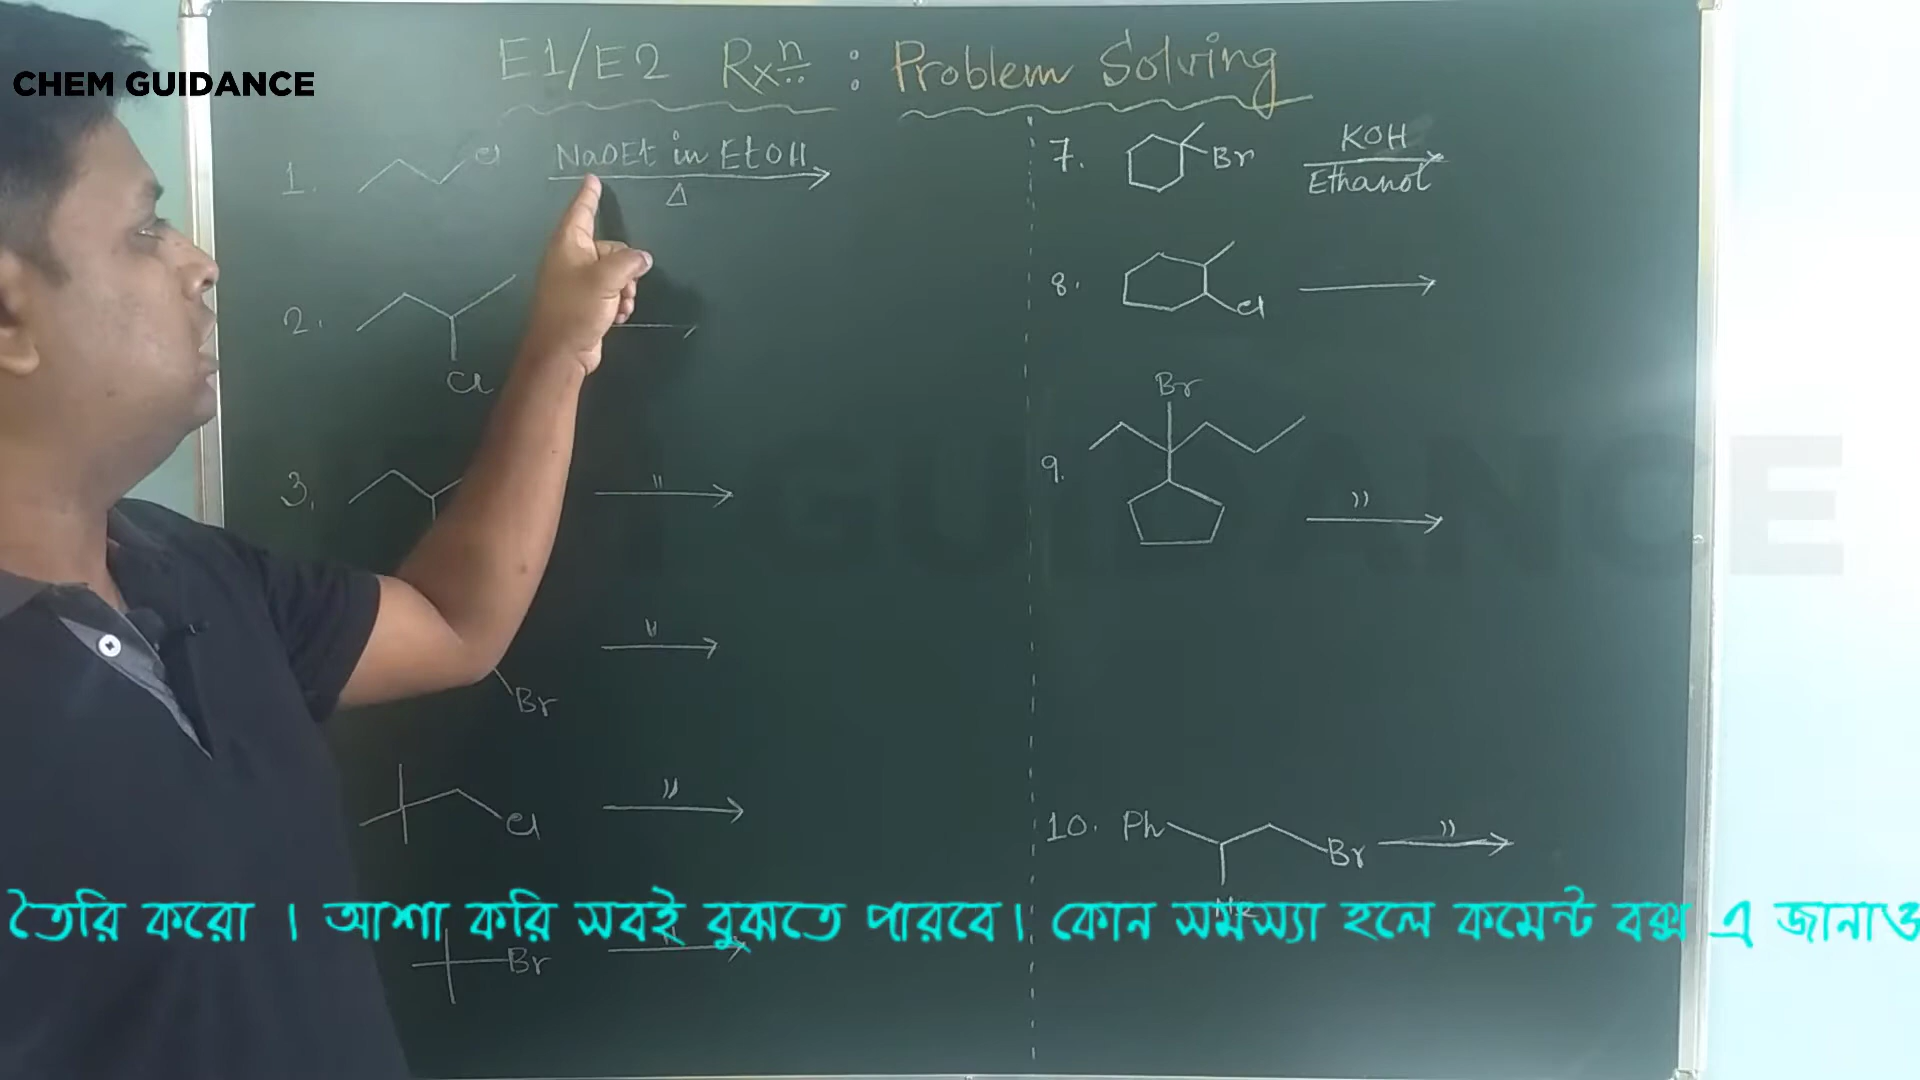 CHEM GUIDANCE
E1/E2 Rxn : Problem Solving
1. Cl NaOEt in EtOH
Δ
2. Cl
3. "
"
Br
Cl "
Br "
7. Br KOH
Ethanol
8. Cl
Br
9. "
10. Ph Br "
তৈরি করো । আশা করি সবই বুঝতে পারবে। কোন সমস্যা হলে কমেন্ট বক্স এ জানাও
GUIDANCE